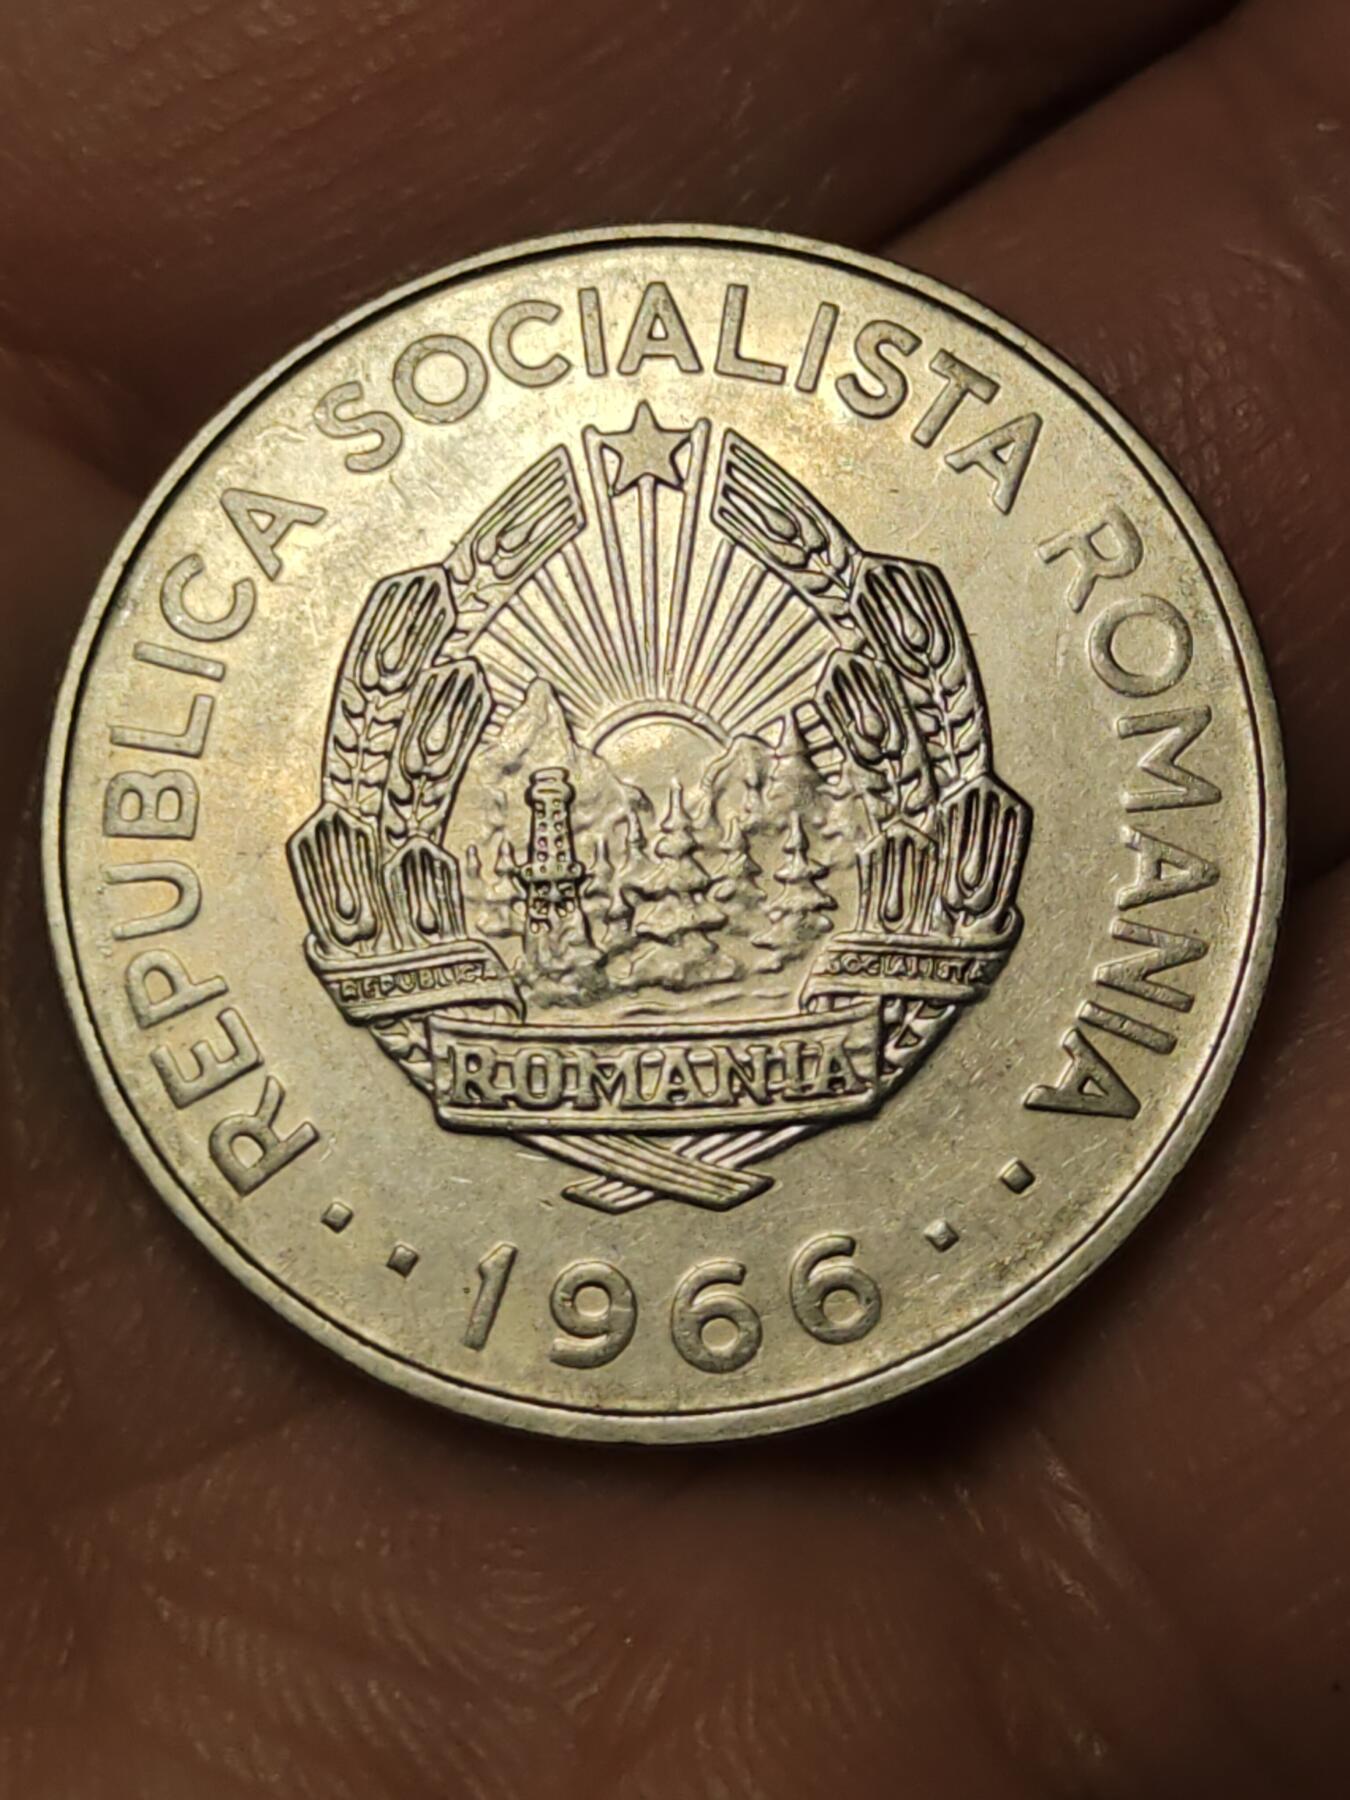 · REPUBLICA SOCIALISTA ROMANIA ·
REPUBLICA SOCIALISTA
ROMANIA
· 1966 ·